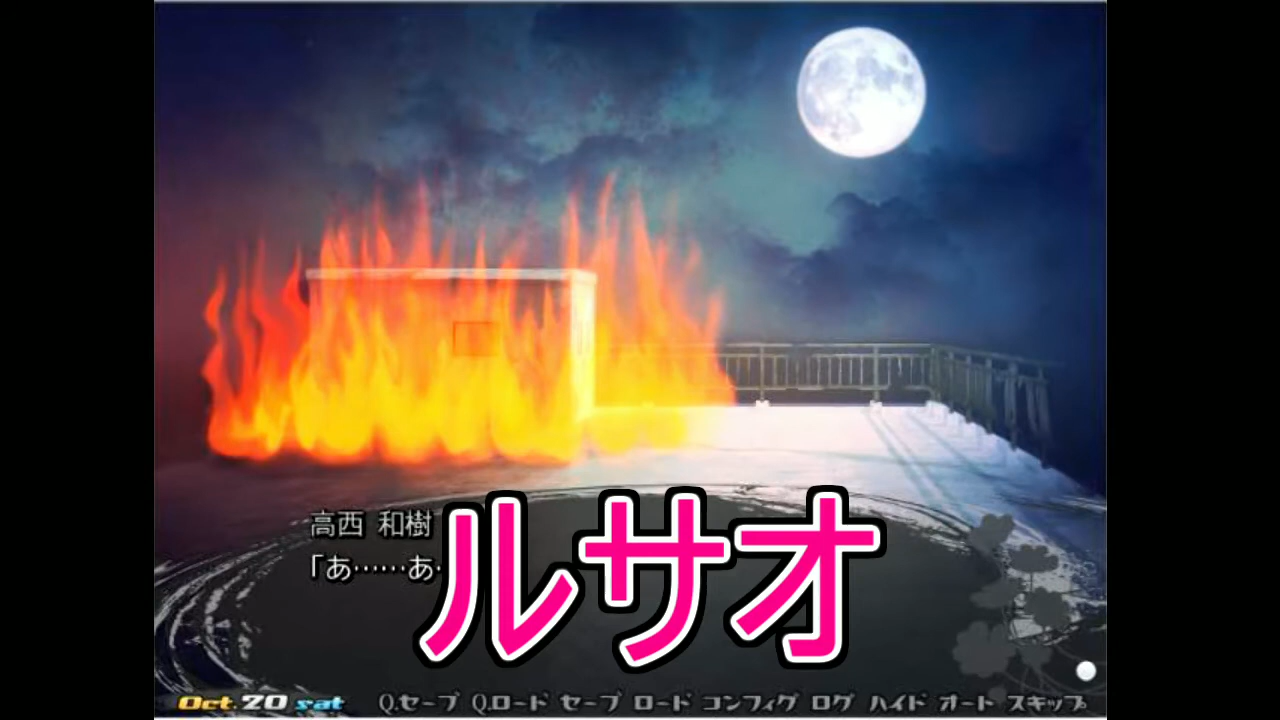 高西 和樹
「あ……あ
ルサオ
Oct.20 sat Q.セーブ Q.ロード セーブ ロード コンフィグ ログ ハイド オート スキップ